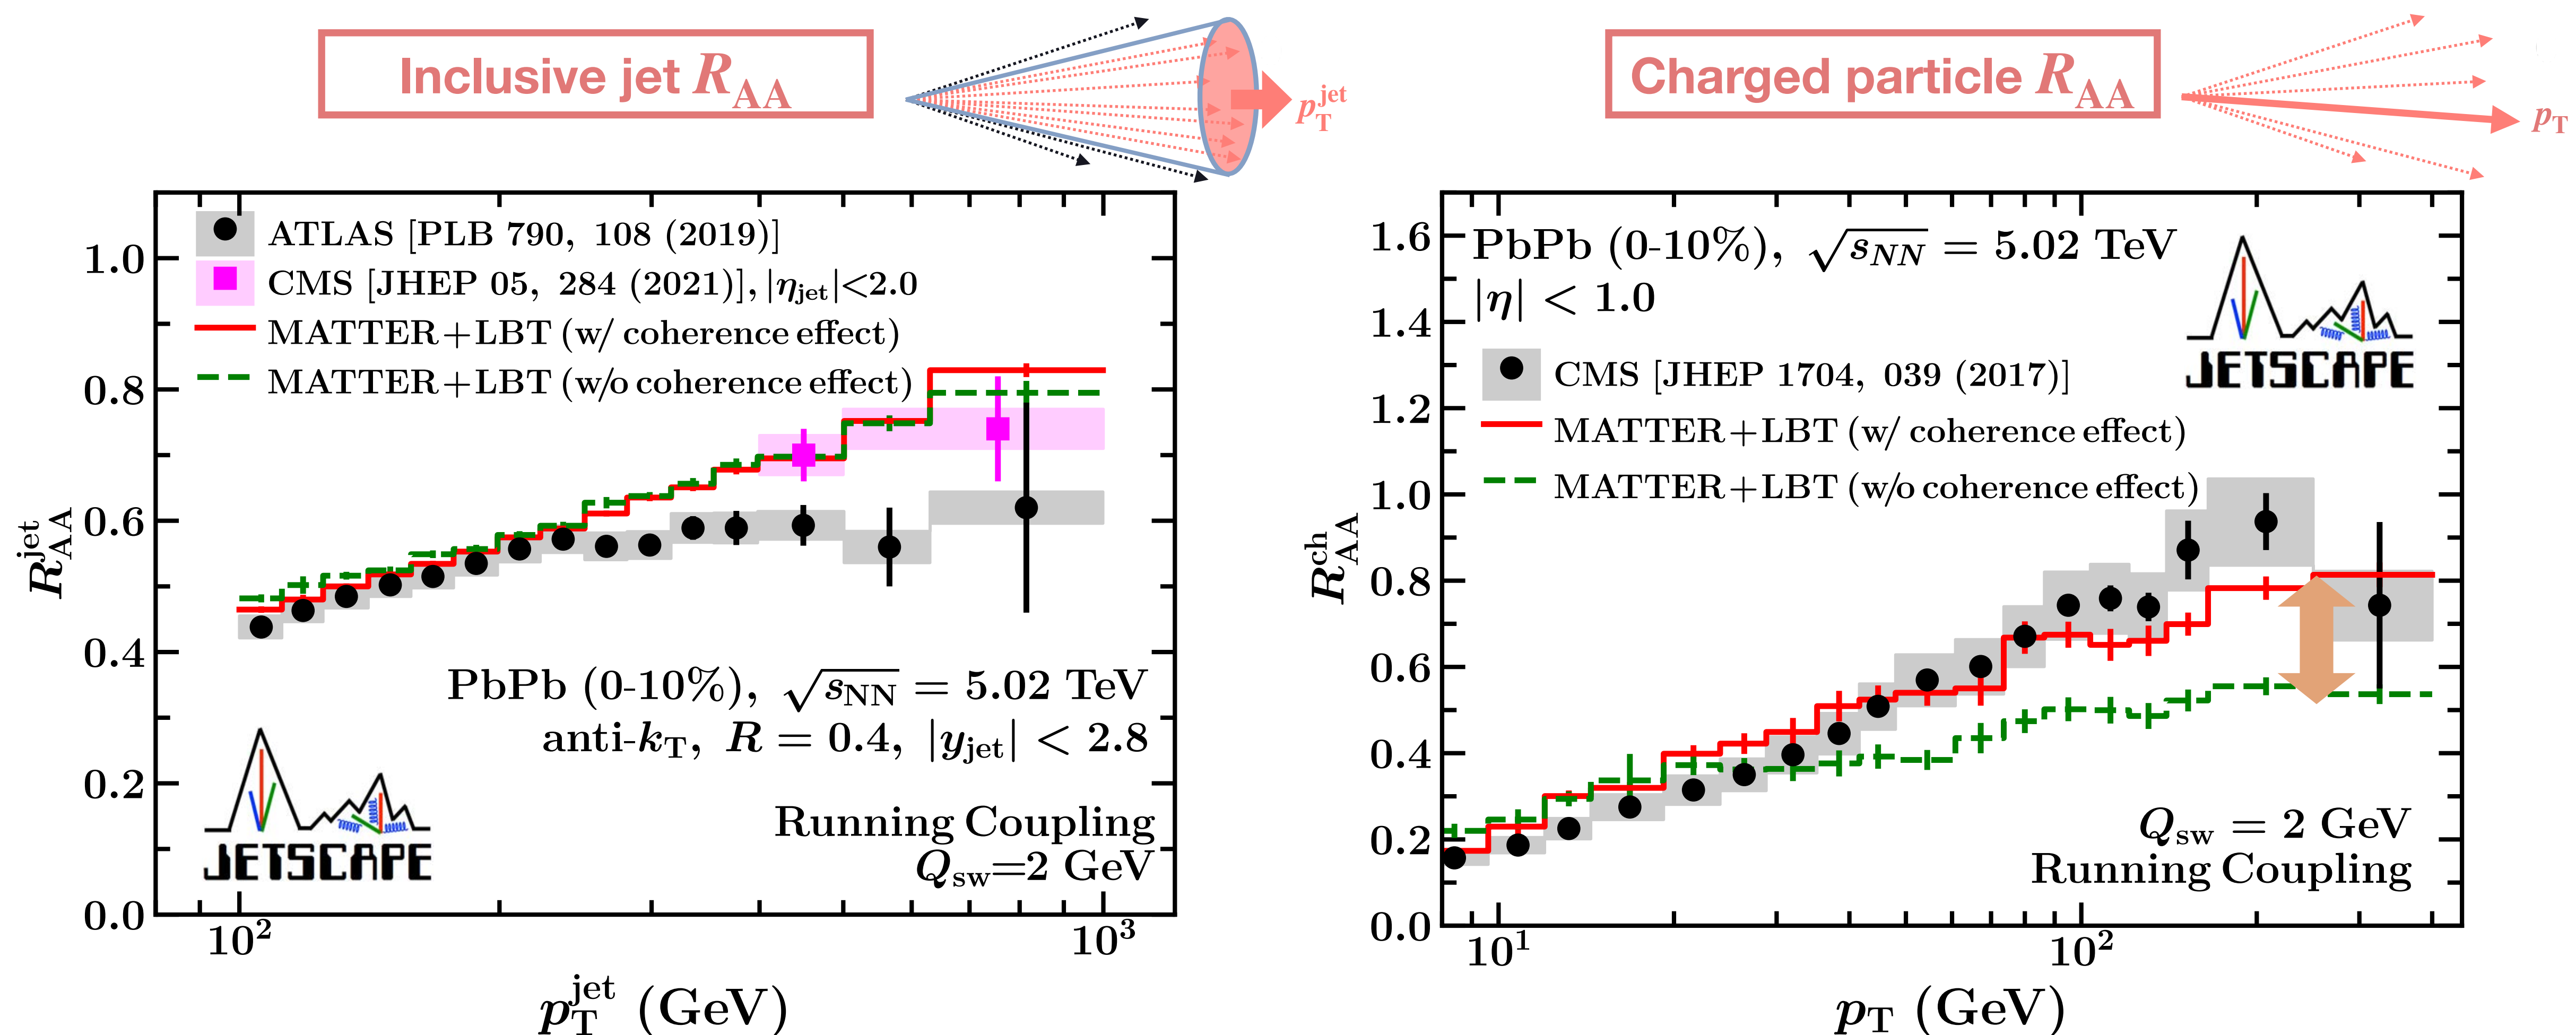 Inclusive jet R_AA
p_T^jet
Charged particle R_AA
p_T
ATLAS [PLB 790, 108 (2019)]
CMS [JHEP 05, 284 (2021)], |η_jet|<2.0
MATTER+LBT (w/ coherence effect)
MATTER+LBT (w/o coherence effect)
PbPb (0-10%), √s_NN = 5.02 TeV
anti-k_T, R = 0.4, |y_jet| < 2.8
Running Coupling
Q_sw=2 GeV
JETSCAPE
R_AA^jet
1.0
0.8
0.6
0.4
0.2
0.0
10^2
10^3
p_T^jet (GeV)
PbPb (0-10%), √s_NN = 5.02 TeV
|η| < 1.0
CMS [JHEP 1704, 039 (2017)]
MATTER+LBT (w/ coherence effect)
MATTER+LBT (w/o coherence effect)
JETSCAPE
Q_sw = 2 GeV
Running Coupling
R_AA^ch
1.6
1.4
1.2
1.0
0.8
0.6
0.4
0.2
0.0
10^1
10^2
p_T (GeV)